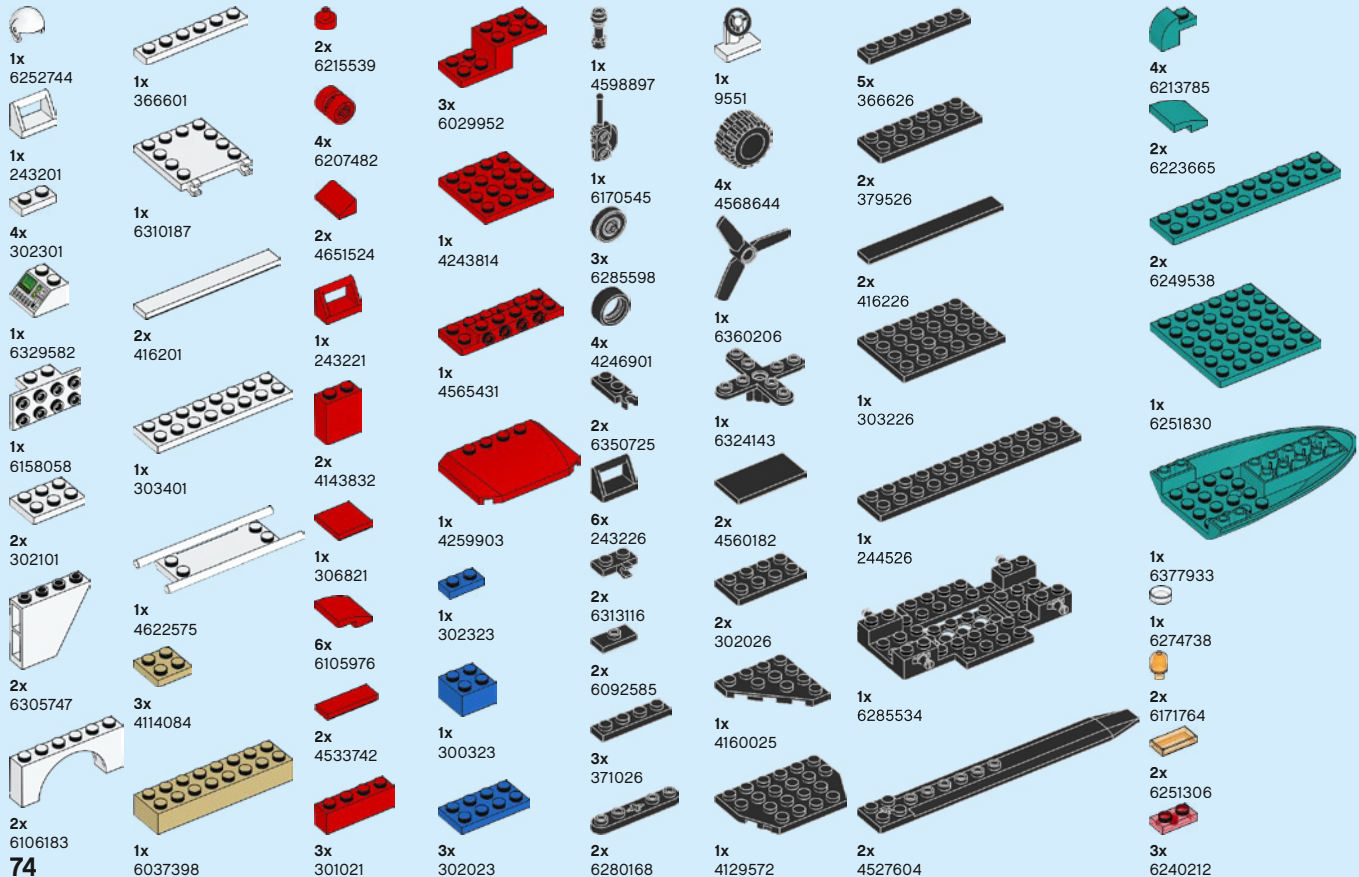 1x
6252744
1x
243201
4x
302301
1x
6329582
1x
6158058
2x
302101
2x
6305747
2x
6106183
74
1x
366601
1x
6310187
2x
416201
1x
303401
1x
4622575
3x
4114084
1x
6037398
2x
6215539
4x
6207482
2x
4651524
1x
243221
2x
4143832
1x
306821
6x
6105976
2x
4533742
3x
301021
3x
6029952
1x
4243814
1x
4565431
1x
4259903
1x
302323
1x
300323
3x
302023
1x
4598897
1x
6170545
3x
6285598
4x
4246901
2x
6350725
6x
243226
2x
6313116
2x
6092585
3x
371026
2x
6280168
1x
9551
4x
4568644
1x
6360206
1x
6324143
2x
4560182
2x
302026
1x
4160025
1x
4129572
5x
366626
2x
379526
2x
416226
1x
303226
1x
244526
1x
6285534
2x
4527604
4x
6213785
2x
6223665
2x
6249538
1x
6251830
1x
6377933
1x
6274738
2x
6171764
2x
6251306
3x
6240212